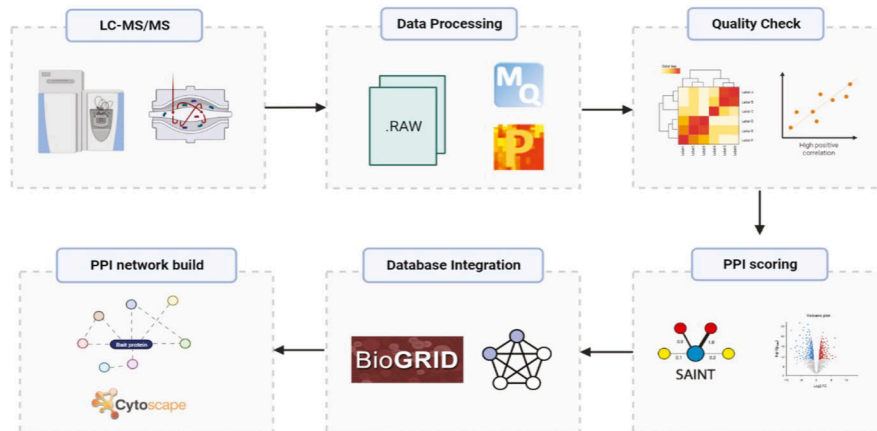 LC-MS/MS
Data Processing
Quality Check
.RAW
MQ
P
High positive
correlation
PPI network build
Database Integration
PPI scoring
Bait protein
Cytoscape
BioGRID
SAINT
Volcano plot